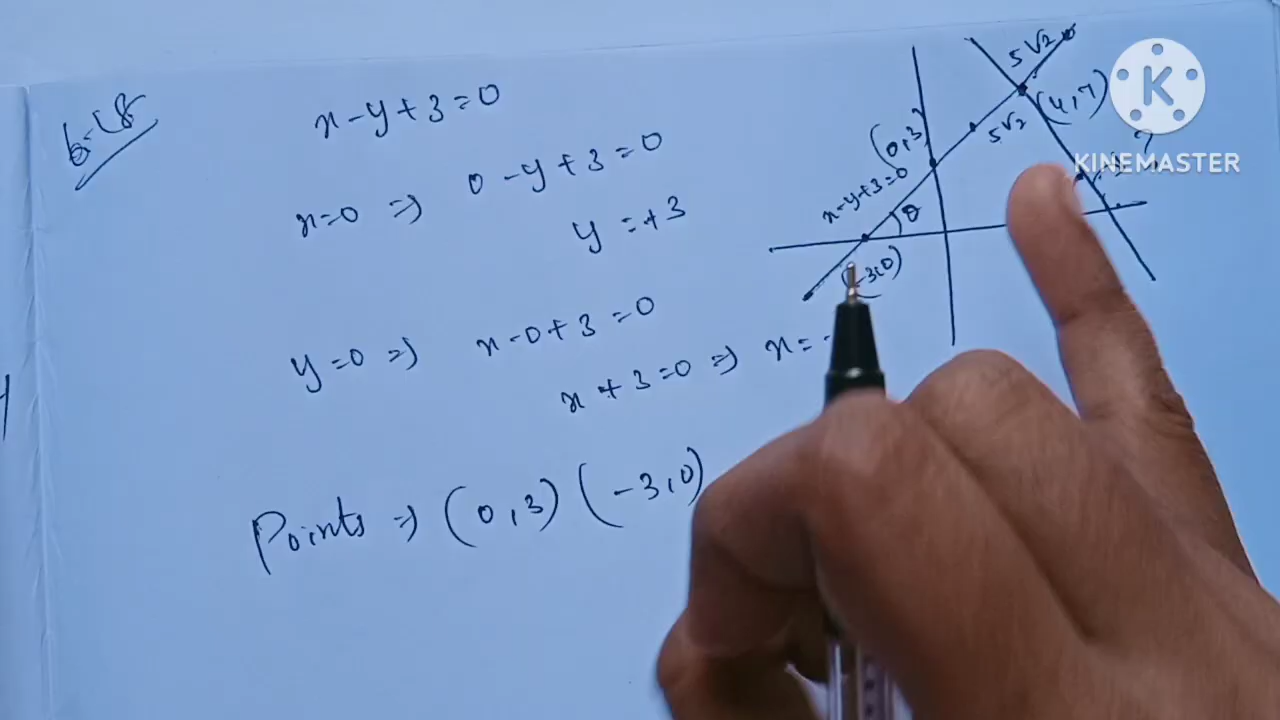 6.18
x-y+3=0
x=0 => 0-y+3=0
y=+3
y=0 => x-0+3=0
x+3=0 => x=-
Points => (0,3) (-3,0)
5√2
(4,7)
5√2
(0,3)
x-y+3=0
θ
(-3,0)
?
K
KINEMASTER